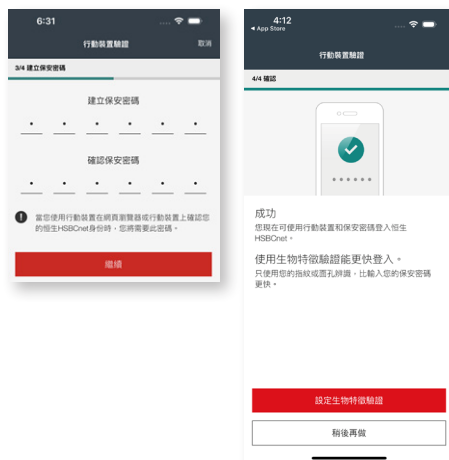 6:31
行動裝置驗證
取消
3/4 建立保安密碼
建立保安密碼
確認保安密碼
當您使用行動裝置在網頁瀏覽器或行動裝置上確認您
的恒生HSBCnet身份時，您將需要此密碼。
繼續
4:12
App Store
行動裝置驗證
4/4 確認
成功
您現在可使用行動裝置和保安密碼登入恒生
HSBCnet。
使用生物特徵驗證能更快登入。
只使用您的指紋或面孔辨識，比輸入您的保安密碼
更快。
設定生物特徵驗證
稍後再做